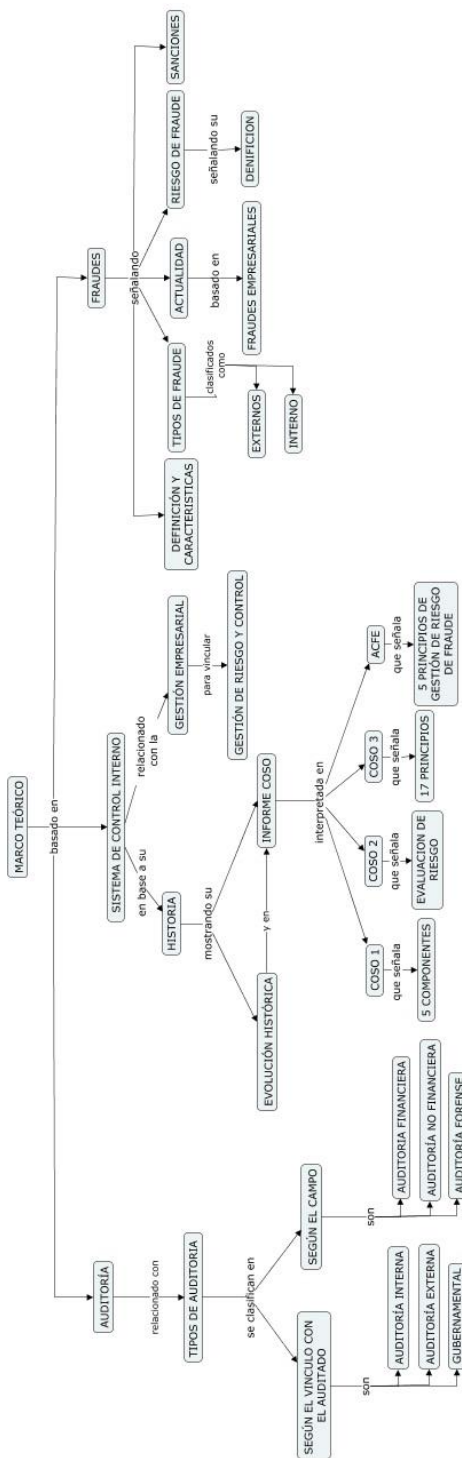 MARCO TEÓRICO
basado en
AUDITORÍA
relacionado con
TIPOS DE AUDITORIA
se clasifican en
SEGÚN EL VINCULO CON
EL AUDITADO
son
AUDITORÍA INTERNA
AUDITORÍA EXTERNA
GUBERNAMENTAL
SEGÚN EL CAMPO
son
AUDITORIA FINANCIERA
AUDITORÍA NO FINANCIERA
AUDITORÍA FORENSE
SISTEMA DE CONTROL INTERNO
en base a su
HISTORIA
mostrando su
EVOLUCIÓN HISTÓRICA
y en
INFORME COSO
interpretada en
COSO 1
que señala
5 COMPONENTES
COSO 2
que señala
EVALUACION DE
RIESGO
COSO 3
que señala
17 PRINCIPIOS
ACFE
que señala
5 PRINCIPIOS DE
GESTIÓN DE RIESGO
DE FRAUDE
relacionado
con la
GESTIÓN EMPRESARIAL
para vincular
GESTIÓN DE RIESGO Y CONTROL
FRAUDES
señalando
DEFINICIÓN Y
CARACTERISTICAS
TIPOS DE FRAUDE
clasificados
como
EXTERNOS
INTERNO
ACTUALIDAD
basado en
FRAUDES EMPRESARIALES
RIESGO DE FRAUDE
señalando su
DENIFICION
SANCIONES